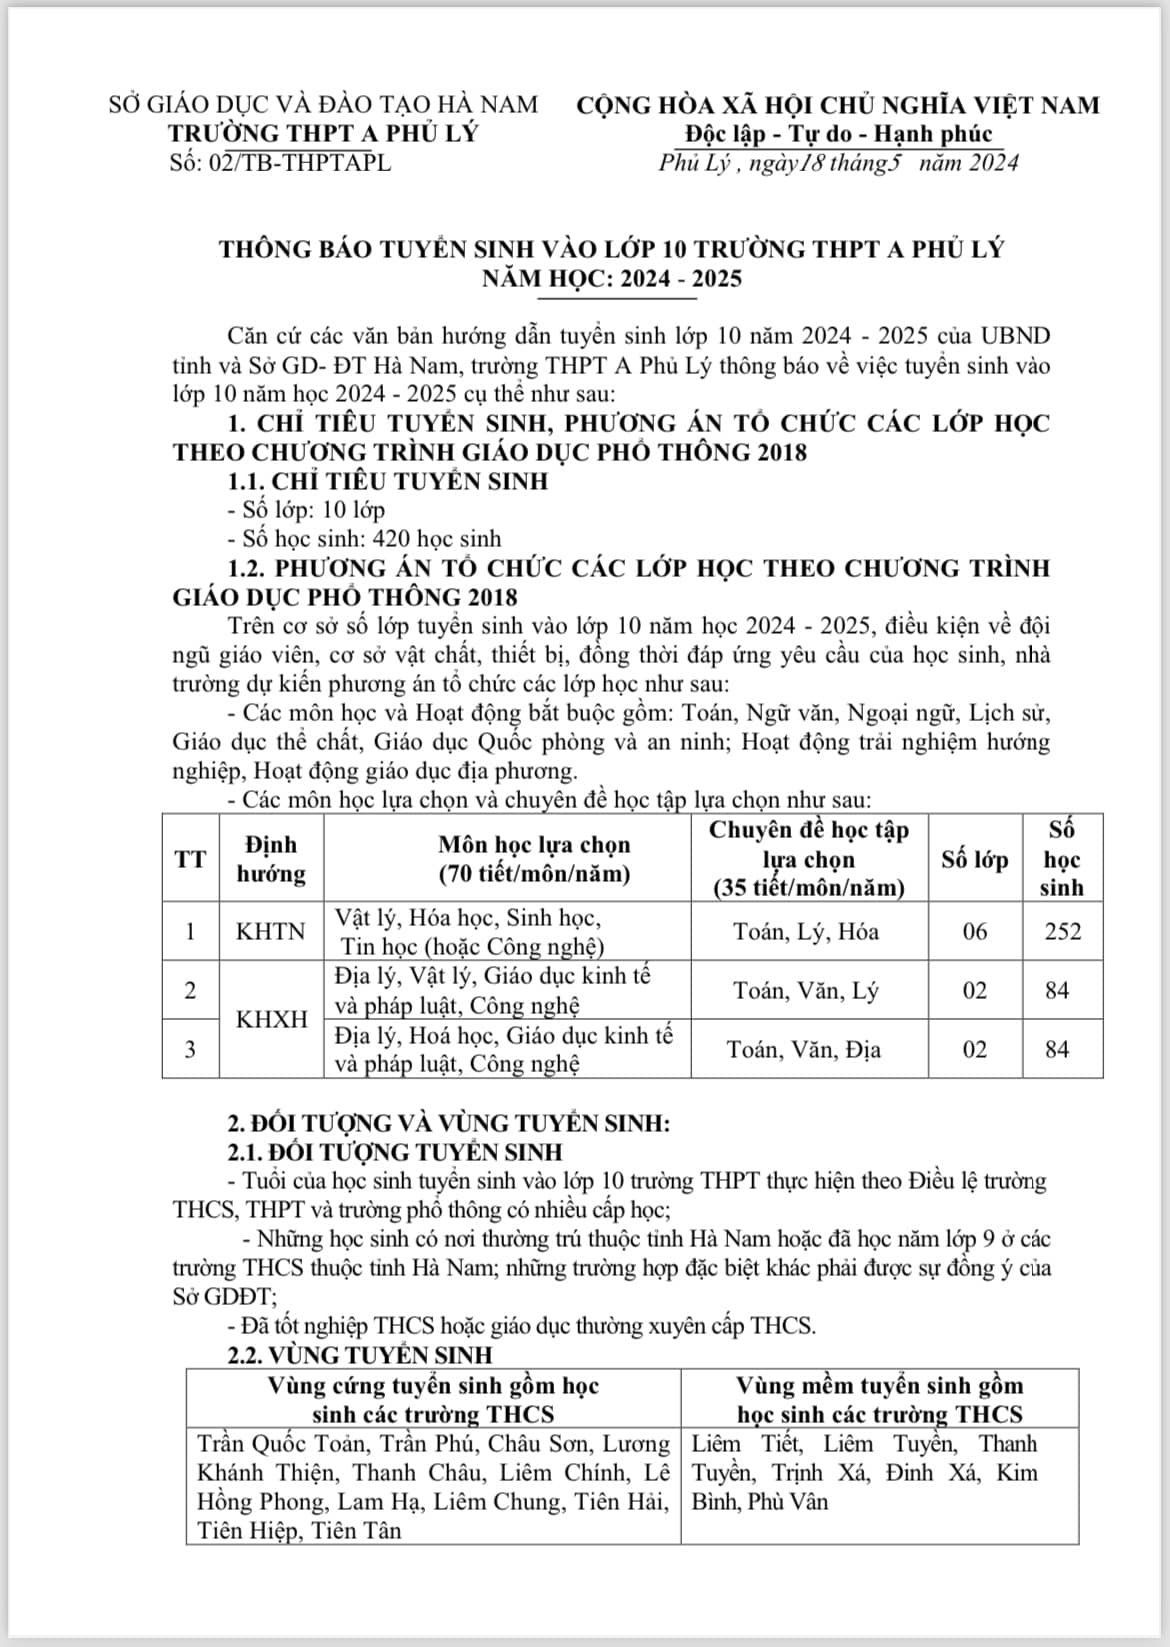 SỞ GIÁO DỤC VÀ ĐÀO TẠO HÀ NAM
TRƯỜNG THPT A PHỦ LÝ
Số: 02/TB-THPTAPL
CỘNG HÒA XÃ HỘI CHỦ NGHĨA VIỆT NAM
Độc lập - Tự do - Hạnh phúc
Phủ Lý , ngày18 tháng5 năm 2024
THÔNG BÁO TUYỂN SINH VÀO LỚP 10 TRƯỜNG THPT A PHỦ LÝ
NĂM HỌC: 2024 - 2025
Căn cứ các văn bản hướng dẫn tuyển sinh lớp 10 năm 2024 - 2025 của UBND
tỉnh và Sở GD- ĐT Hà Nam, trường THPT A Phủ Lý thông báo về việc tuyển sinh vào
lớp 10 năm học 2024 - 2025 cụ thể như sau:
1. CHỈ TIÊU TUYỂN SINH, PHƯƠNG ÁN TỔ CHỨC CÁC LỚP HỌC
THEO CHƯƠNG TRÌNH GIÁO DỤC PHỔ THÔNG 2018
1.1. CHỈ TIÊU TUYỂN SINH
- Số lớp: 10 lớp
- Số học sinh: 420 học sinh
1.2. PHƯƠNG ÁN TỔ CHỨC CÁC LỚP HỌC THEO CHƯƠNG TRÌNH
GIÁO DỤC PHỔ THÔNG 2018
Trên cơ sở số lớp tuyển sinh vào lớp 10 năm học 2024 - 2025, điều kiện về đội
ngũ giáo viên, cơ sở vật chất, thiết bị, đồng thời đáp ứng yêu cầu của học sinh, nhà
trường dự kiến phương án tổ chức các lớp học như sau:
- Các môn học và Hoạt động bắt buộc gồm: Toán, Ngữ văn, Ngoại ngữ, Lịch sử,
Giáo dục thể chất, Giáo dục Quốc phòng và an ninh; Hoạt động trải nghiệm hướng
nghiệp, Hoạt động giáo dục địa phương.
- Các môn học lựa chọn và chuyên đề học tập lựa chọn như sau:
TT
Định
hướng
Môn học lựa chọn
(70 tiết/môn/năm)
Chuyên đề học tập
lựa chọn
(35 tiết/môn/năm)
Số lớp
Số
học
sinh
1
KHTN
Vật lý, Hóa học, Sinh học,
Tin học (hoặc Công nghệ)
Toán, Lý, Hóa
06
252
2
KHXH
Địa lý, Vật lý, Giáo dục kinh tế
và pháp luật, Công nghệ
Toán, Văn, Lý
02
84
3
Địa lý, Hoá học, Giáo dục kinh tế
và pháp luật, Công nghệ
Toán, Văn, Địa
02
84
2. ĐỐI TƯỢNG VÀ VÙNG TUYỂN SINH:
2.1. ĐỐI TƯỢNG TUYỂN SINH
- Tuổi của học sinh tuyển sinh vào lớp 10 trường THPT thực hiện theo Điều lệ trường
THCS, THPT và trường phổ thông có nhiều cấp học;
- Những học sinh có nơi thường trú thuộc tỉnh Hà Nam hoặc đã học năm lớp 9 ở các
trường THCS thuộc tỉnh Hà Nam; những trường hợp đặc biệt khác phải được sự đồng ý của
Sở GDĐT;
- Đã tốt nghiệp THCS hoặc giáo dục thường xuyên cấp THCS.
2.2. VÙNG TUYỂN SINH
Vùng cứng tuyển sinh gồm học
sinh các trường THCS
Vùng mềm tuyển sinh gồm
học sinh các trường THCS
Trần Quốc Toản, Trần Phú, Châu Sơn, Lương
Khánh Thiện, Thanh Châu, Liêm Chính, Lê
Hồng Phong, Lam Hạ, Liêm Chung, Tiên Hải,
Tiên Hiệp, Tiên Tân
Liêm Tiết, Liêm Tuyền, Thanh
Tuyền, Trịnh Xá, Đinh Xá, Kim
Bình, Phù Vân